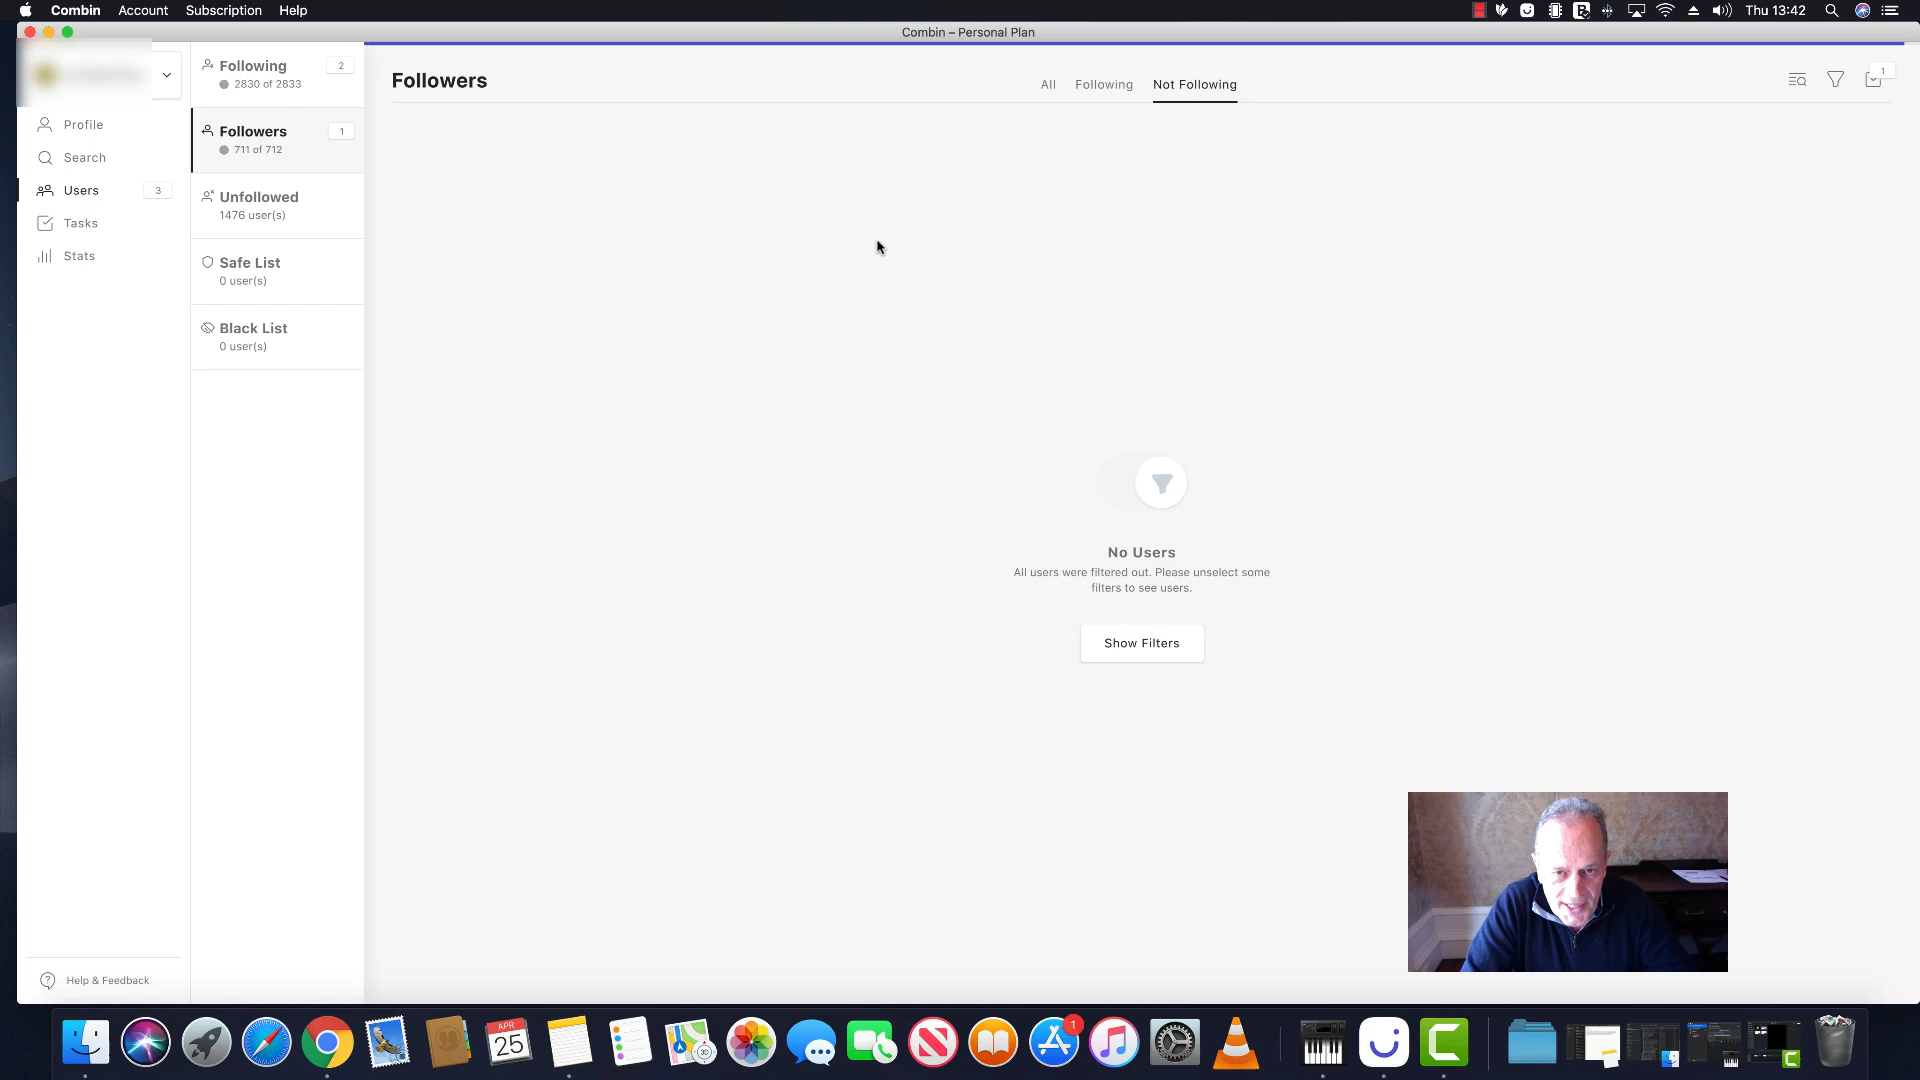 Combin Account Subscription Help
Thu 13:42
Combin – Personal Plan
Profile
Search
Users 3
Tasks
Stats
Help & Feedback
Following 2
2830 of 2833
Followers 1
711 of 712
Unfollowed
1476 user(s)
Safe List
0 user(s)
Black List
0 user(s)
Followers
All Following Not Following
1
No Users
All users were filtered out. Please unselect some
filters to see users.
Show Filters
APR
25
1